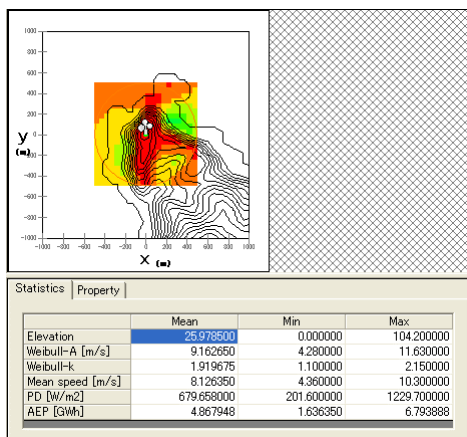 1000
800
600
400
200
y
0
(m)
-200
-400
-600
-800
-1000
-1000 -800 -600 -400 -200 0 200 400 600 800 1000
x (m)
Statistics Property
Mean Min Max
Elevation 25.978500 0.000000 104.200000
Weibull-A [m/s] 9.162650 4.280000 11.630000
Weibull-k 1.919675 1.100000 2.150000
Mean speed [m/s] 8.126350 4.360000 10.300000
PD [W/m2] 679.658000 201.600000 1229.700000
AEP [GWh] 4.867948 1.636350 6.793888